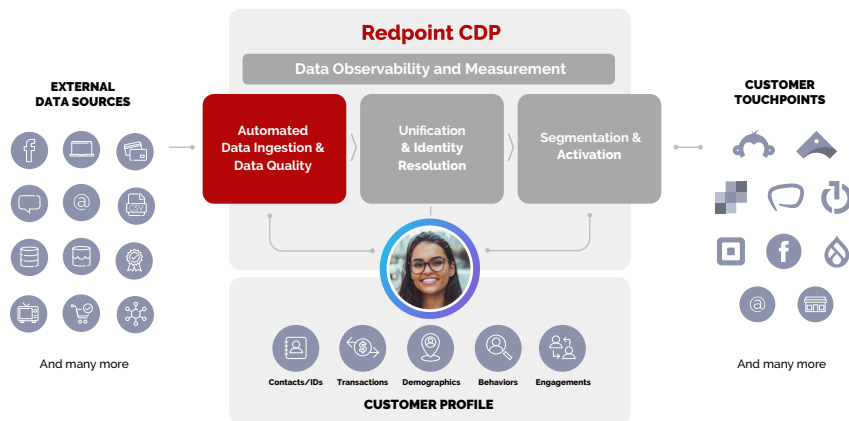 Redpoint CDP
Data Observability and Measurement
EXTERNAL
DATA SOURCES
Automated
Data Ingestion &
Data Quality
Unification
& Identity
Resolution
Segmentation &
Activation
CUSTOMER
TOUCHPOINTS
@
CSV
@
And many more
Contacts/IDs
Transactions
Demographics
Behaviors
Engagements
CUSTOMER PROFILE
And many more